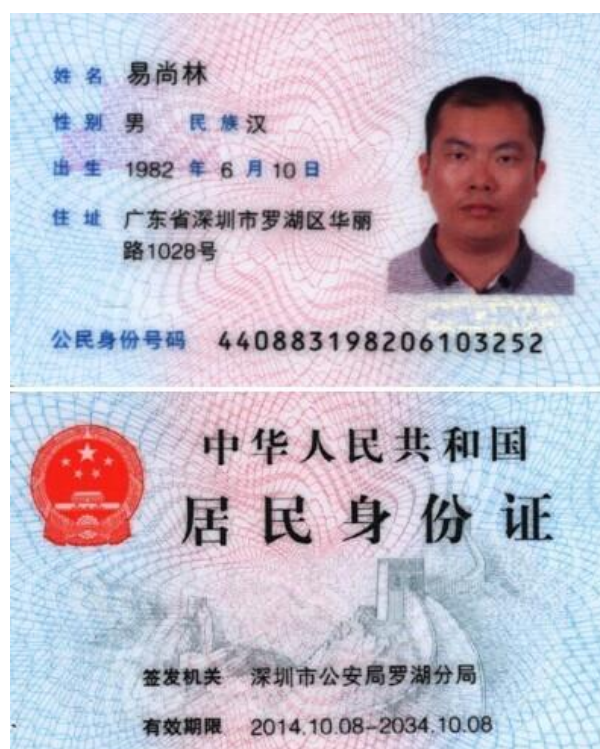 姓名 易尚林
性别 男 民族 汉
出生 1982 年 6 月 10 日
住址 广东省深圳市罗湖区华丽
路1028号
公民身份号码 440883198206103252
中华人民共和国
居民身份证
签发机关 深圳市公安局罗湖分局
有效期限 2014.10.08-2034.10.08